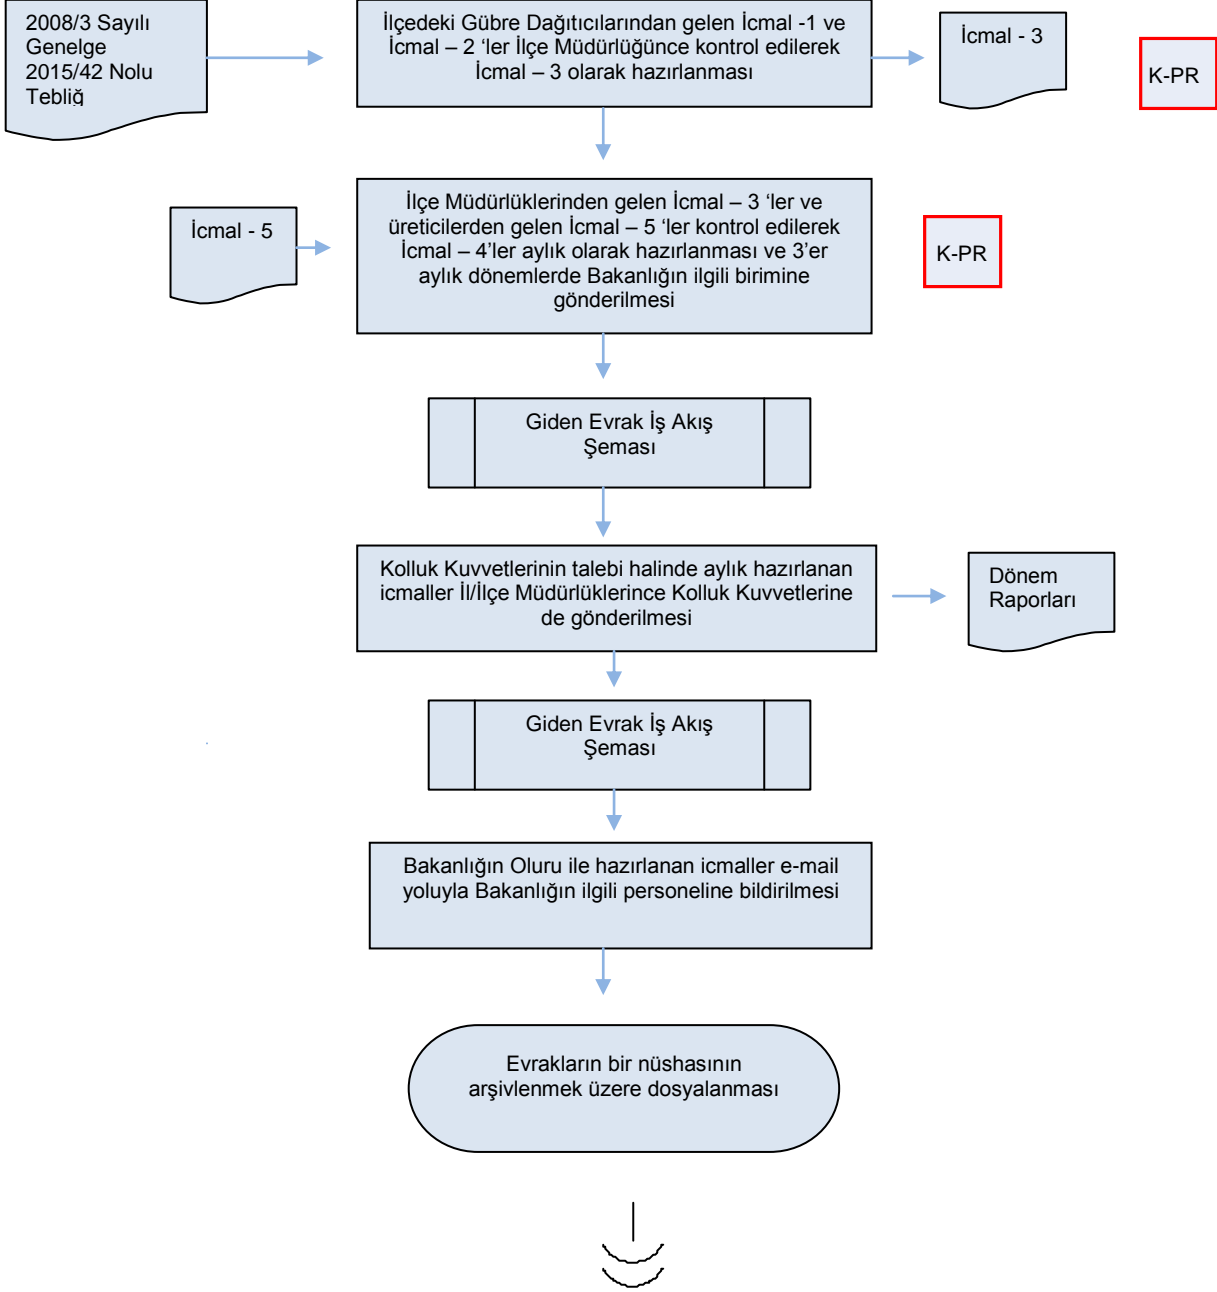 2008/3 Sayılı
Genelge
2015/42 Nolu
Tebliğ
İlçedeki Gübre Dağıtıcılarından gelen İcmal -1 ve
İcmal – 2 ‘ler İlçe Müdürlüğünce kontrol edilerek
İcmal – 3 olarak hazırlanması
İcmal - 3
K-PR
İcmal - 5
İlçe Müdürlüklerinden gelen İcmal – 3 ‘ler ve
üreticilerden gelen İcmal – 5 ‘ler kontrol edilerek
İcmal – 4’ler aylık olarak hazırlanması ve 3’er
aylık dönemlerde Bakanlığın ilgili birimine
gönderilmesi
K-PR
Giden Evrak İş Akış
Şeması
Kolluk Kuvvetlerinin talebi halinde aylık hazırlanan
icmaller İl/İlçe Müdürlüklerince Kolluk Kuvvetlerine
de gönderilmesi
Dönem
Raporları
Giden Evrak İş Akış
Şeması
Bakanlığın Oluru ile hazırlanan icmaller e-mail
yoluyla Bakanlığın ilgili personeline bildirilmesi
Evrakların bir nüshasının
arşivlenmek üzere dosyalanması